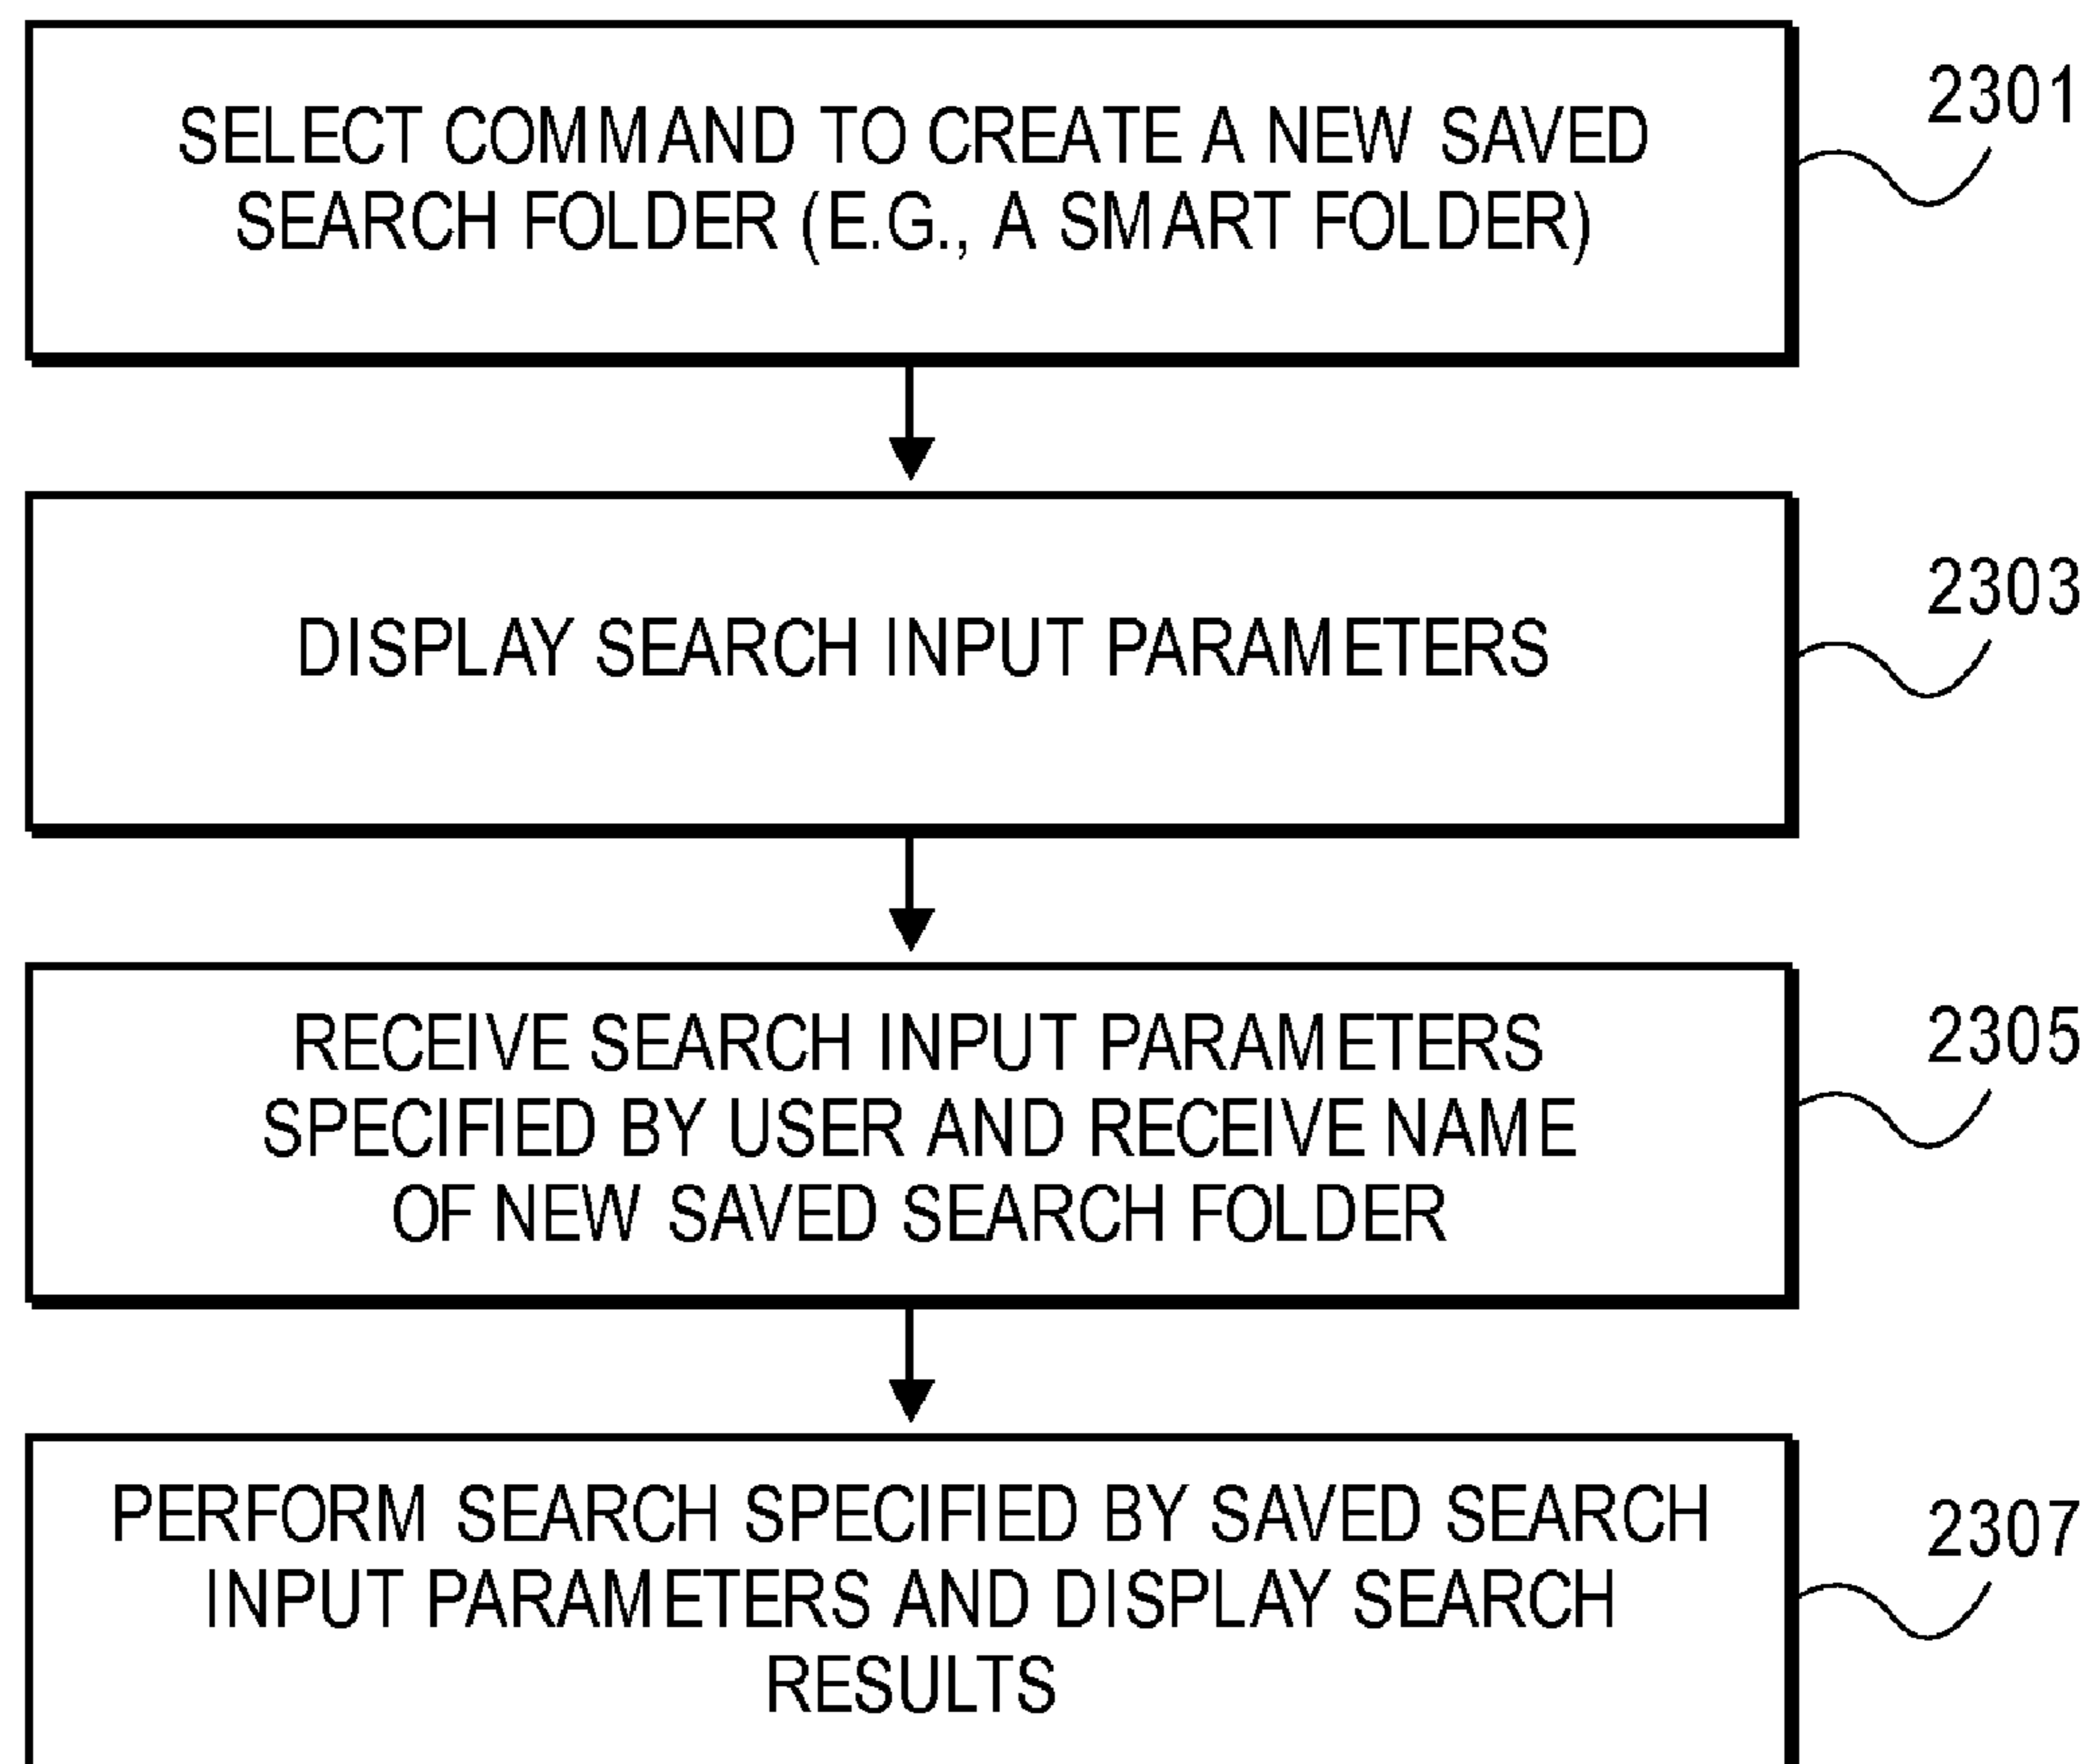 SELECT COMMAND TO CREATE A NEW SAVED
SEARCH FOLDER (E.G., A SMART FOLDER)
2301
DISPLAY SEARCH INPUT PARAMETERS
2303
RECEIVE SEARCH INPUT PARAMETERS
SPECIFIED BY USER AND RECEIVE NAME
OF NEW SAVED SEARCH FOLDER
2305
PERFORM SEARCH SPECIFIED BY SAVED SEARCH
INPUT PARAMETERS AND DISPLAY SEARCH
RESULTS
2307